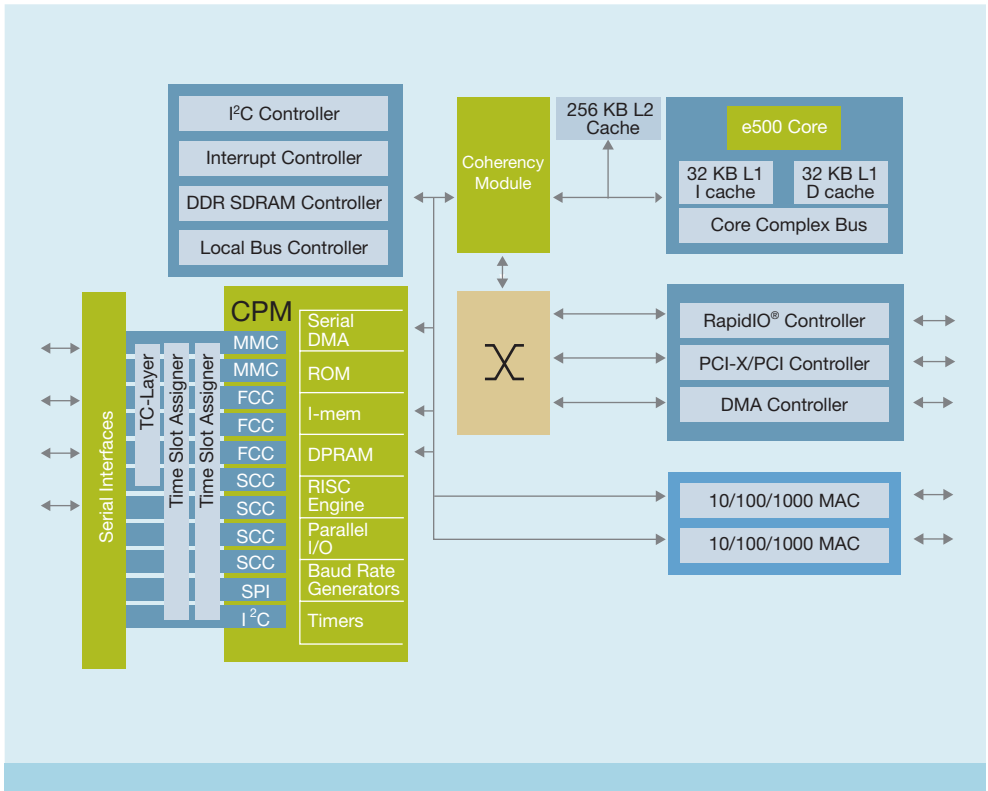 I²C Controller
Interrupt Controller
DDR SDRAM Controller
Local Bus Controller
Coherency
Module
256 KB L2
Cache
e500 Core
32 KB L1
I cache
32 KB L1
D cache
Core Complex Bus
RapidIO® Controller
PCI-X/PCI Controller
DMA Controller
10/100/1000 MAC
10/100/1000 MAC
Serial Interfaces
TC-Layer
Time Slot Assigner
Time Slot Assigner
CPM
MMC
MMC
FCC
FCC
FCC
SCC
SCC
SCC
SCC
SPI
I²C
Serial
DMA
ROM
I-mem
DPRAM
RISC
Engine
Parallel
I/O
Baud Rate
Generators
Timers